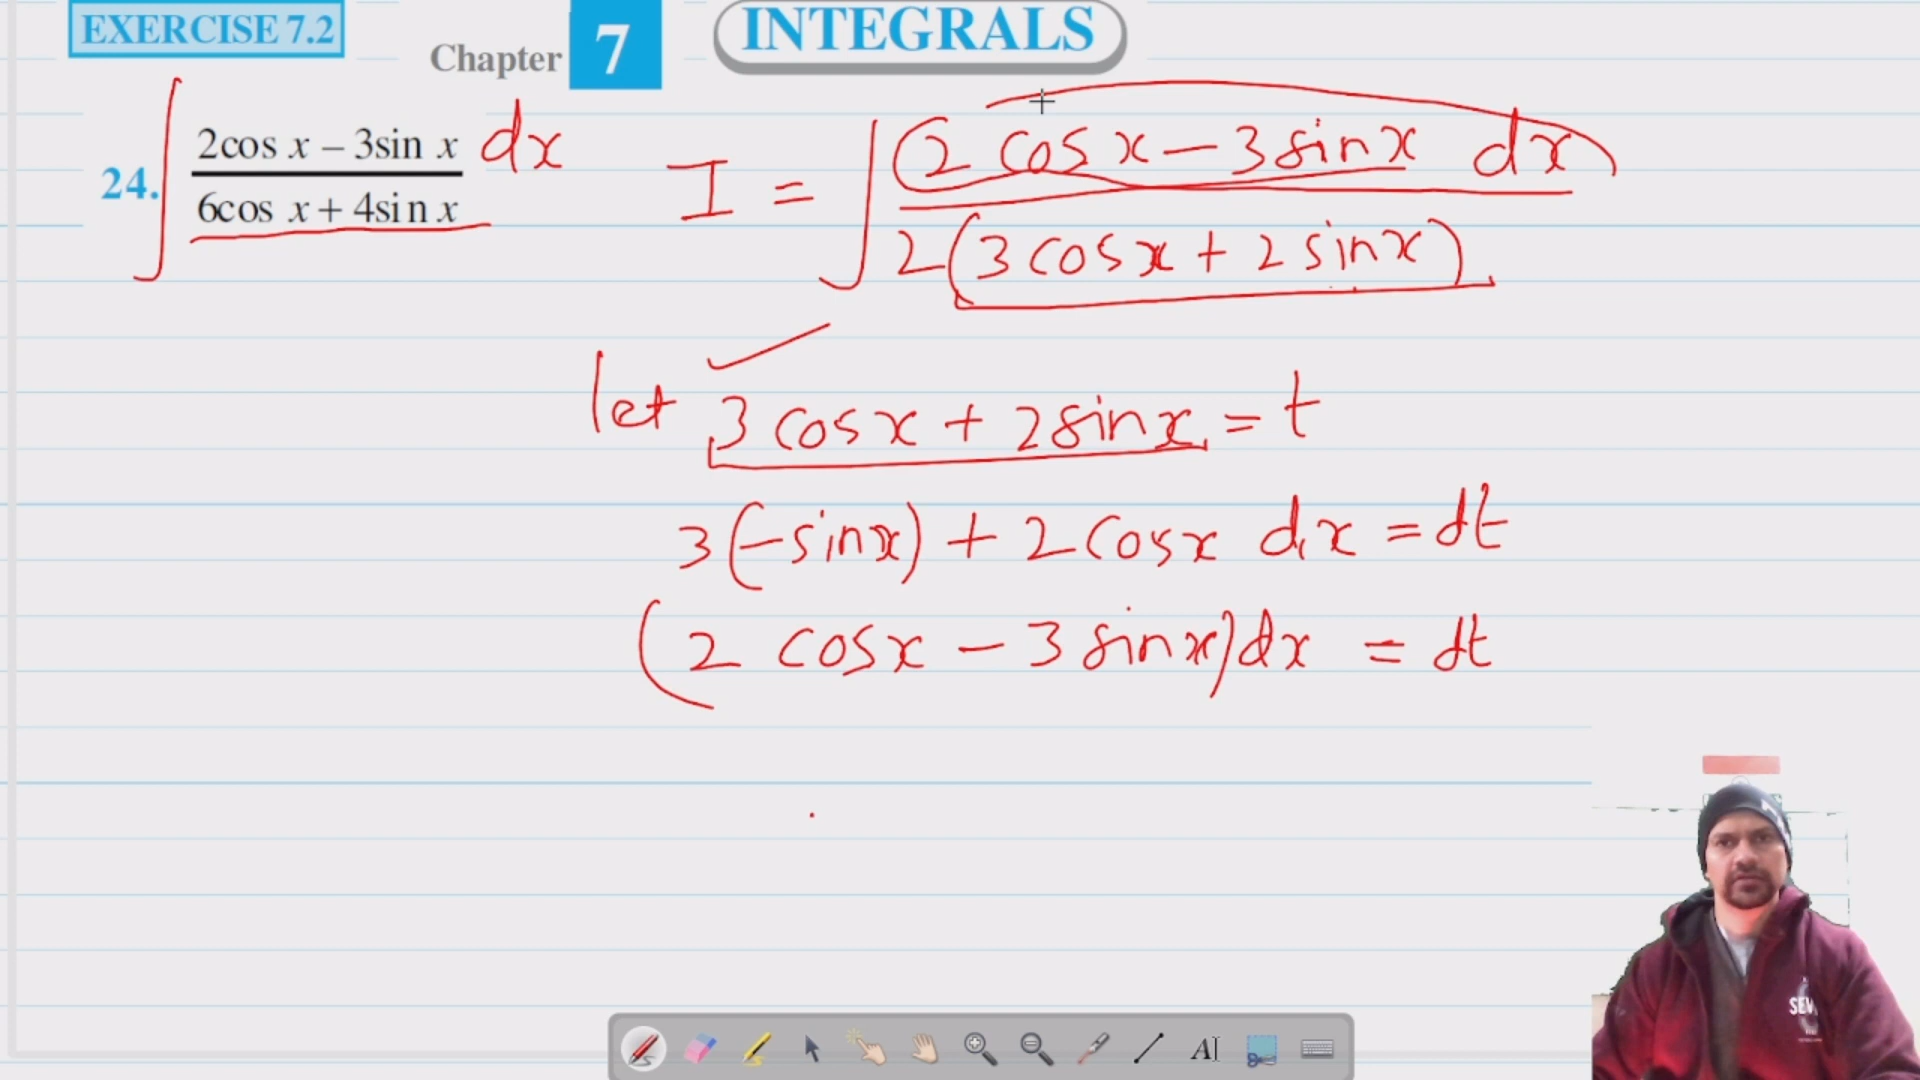 EXERCISE 7.2
Chapter 7
INTEGRALS
24. ∫ (2cos x – 3sin x)/(6cos x + 4sin x) dx
I = ∫ (2 cos x – 3 sin x dx)/(2(3 cos x + 2 sin x))
let 3 cos x + 2 sin x = t
3(–sin x) + 2 cos x dx = dt
(2 cos x – 3 sin x) dx = dt
SEV
AI